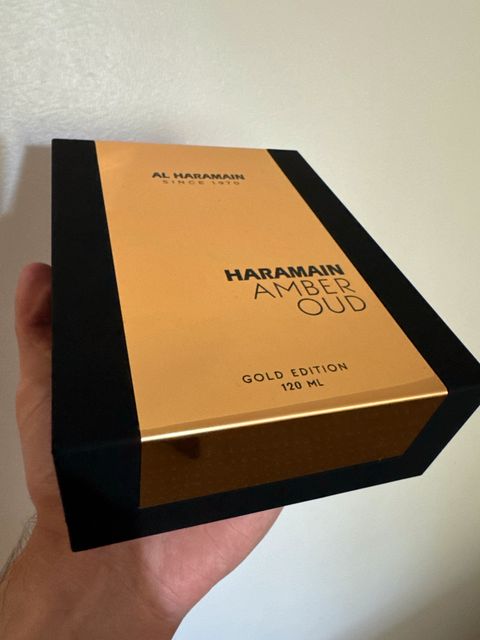 AL HARAMAIN
SINCE 1970
HARAMAIN
AMBER
OUD
GOLD EDITION
120 ML